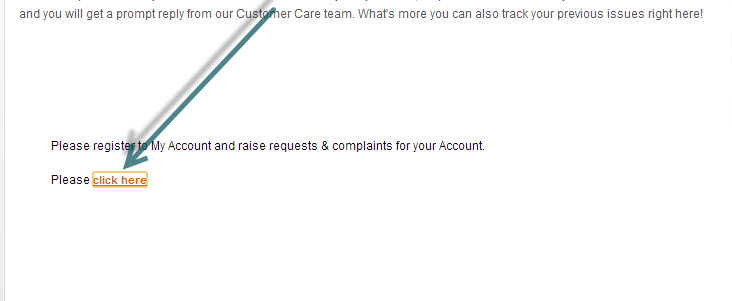 and you will get a prompt reply from our Customer Care team. What's more you can also track your previous issues right here!
Please register to My Account and raise requests & complaints for your Account.
Please click here